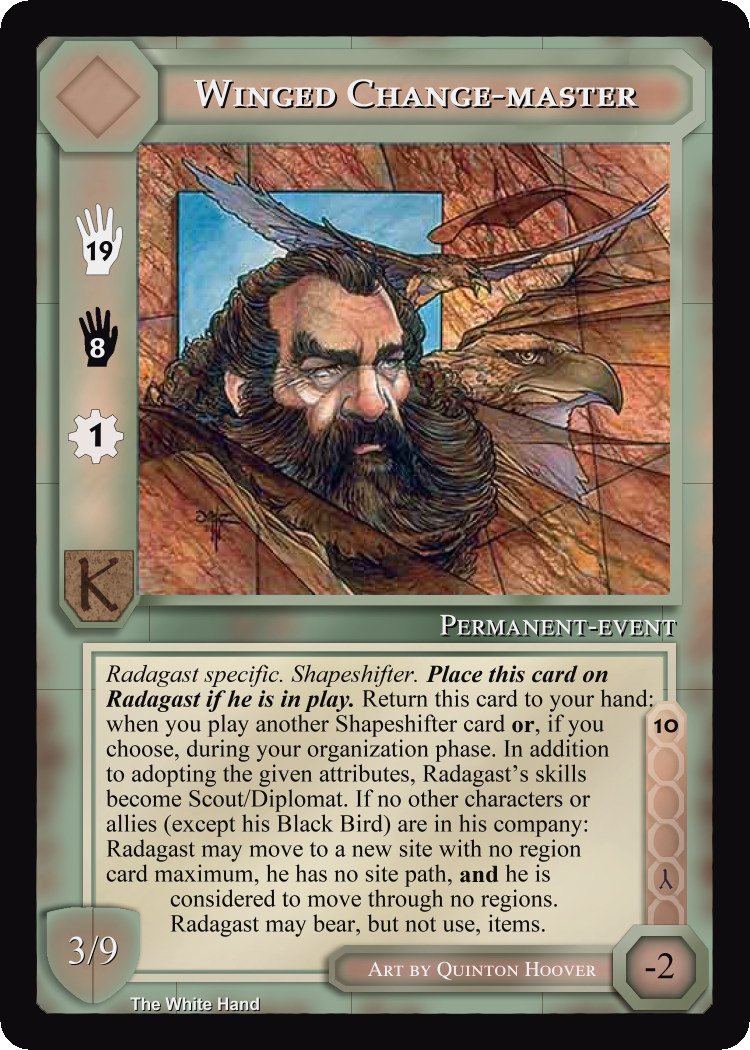 Winged Change-master
19
8
1
K
Permanent-event
Radagast specific. Shapeshifter. Place this card on
Radagast if he is in play. Return this card to your hand:
when you play another Shapeshifter card or, if you
choose, during your organization phase. In addition
to adopting the given attributes, Radagast's skills
become Scout/Diplomat. If no other characters or
allies (except his Black Bird) are in his company:
Radagast may move to a new site with no region
card maximum, he has no site path, and he is
considered to move through no regions.
Radagast may bear, but not use, items.
10
⅄
3/9
Art by Quinton Hoover
-2
The White Hand